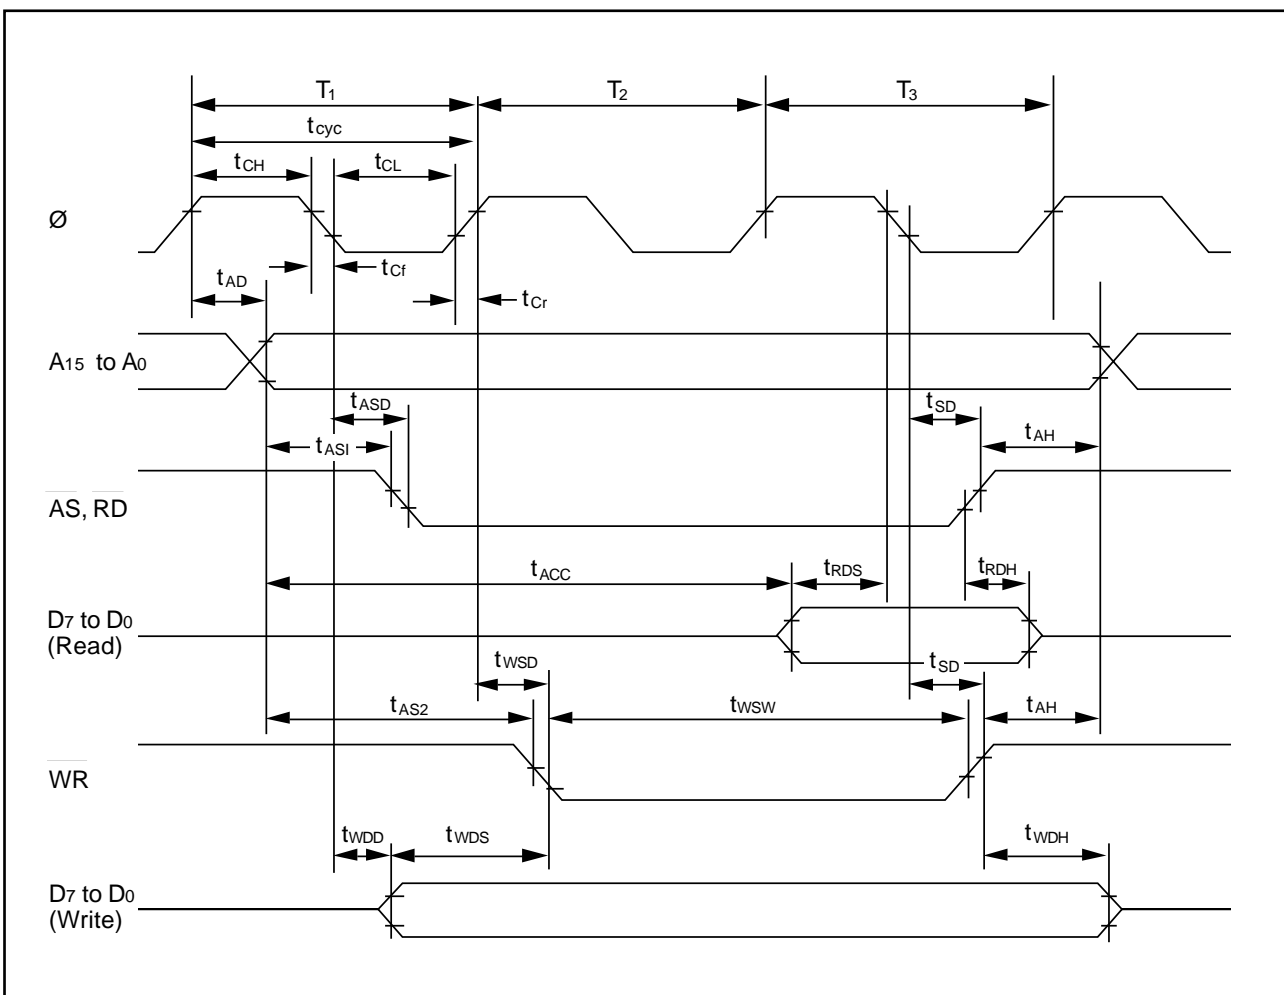 T1 T2 T3
tcyc
tCH tCL
Ø
tCf
tAD
tCr
A15 to A0
tASD tSD
tASI tAH
AS, RD
tACC tRDS tRDH
D7 to D0
(Read)
tWSD tSD
tAS2 tWSW tAH
WR
tWDD tWDS tWDH
D7 to D0
(Write)